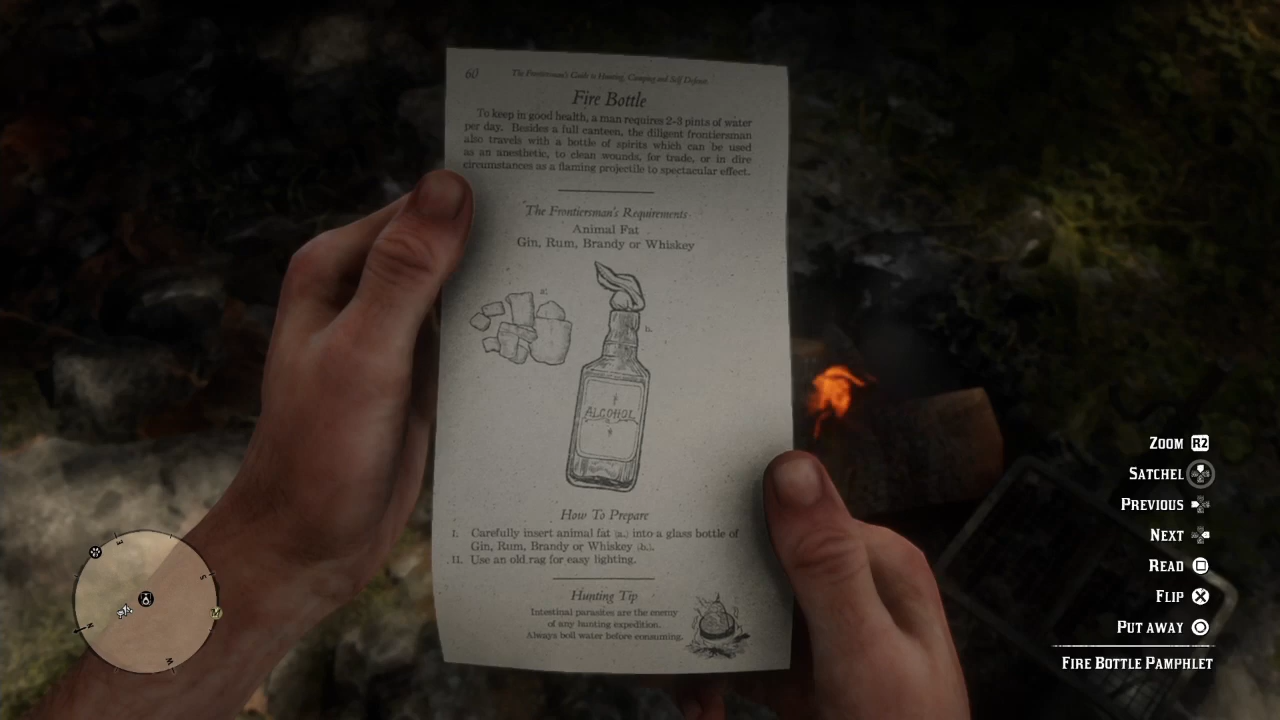 60
The Frontiersman's Guide to Hunting, Camping and Self Defense
Fire Bottle
To keep in good health, a man requires 2-3 pints of water
per day. Besides a full canteen, the diligent frontiersman
also travels with a bottle of spirits which can be used
as an anesthetic, to clean wounds, for trade, or in dire
circumstances as a flaming projectile to spectacular effect.
The Frontiersman's Requirements
Animal Fat
Gin, Rum, Brandy or Whiskey
a.
b.
ALCOHOL
How To Prepare
I. Carefully insert animal fat (a.) into a glass bottle of
Gin, Rum, Brandy or Whiskey (b.).
II. Use an old rag for easy lighting.
Hunting Tip
Intestinal parasites are the enemy
of any hunting expedition.
Always boil water before consuming.
ZOOM R2
SATCHEL
PREVIOUS
NEXT
READ
FLIP
PUT AWAY
FIRE BOTTLE PAMPHLET
E
S
N
W